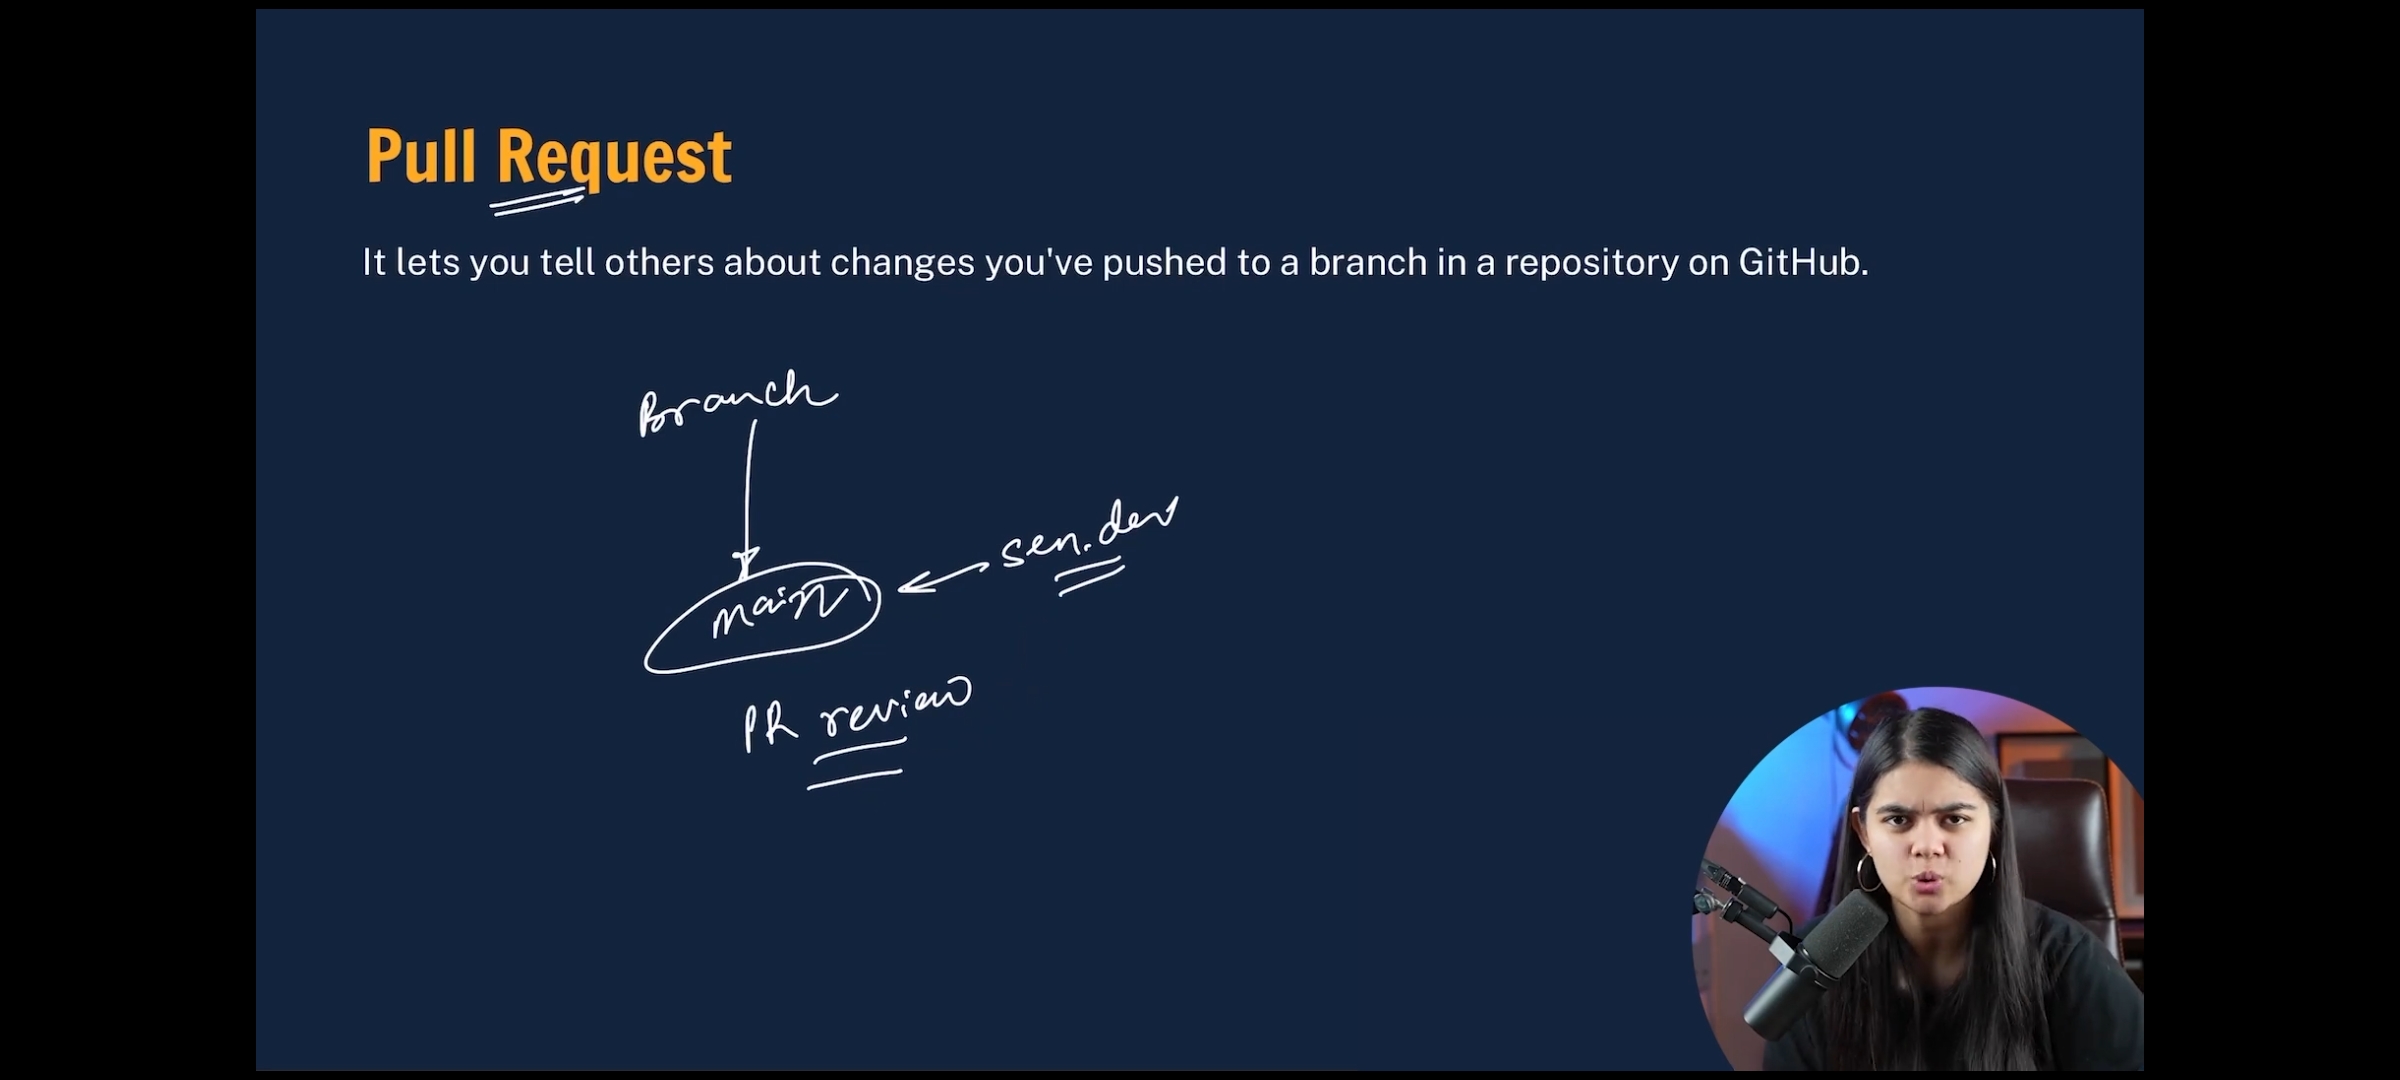 Pull Request
It lets you tell others about changes you've pushed to a branch in a repository on GitHub.
Branch
sen. dev
main
PR review